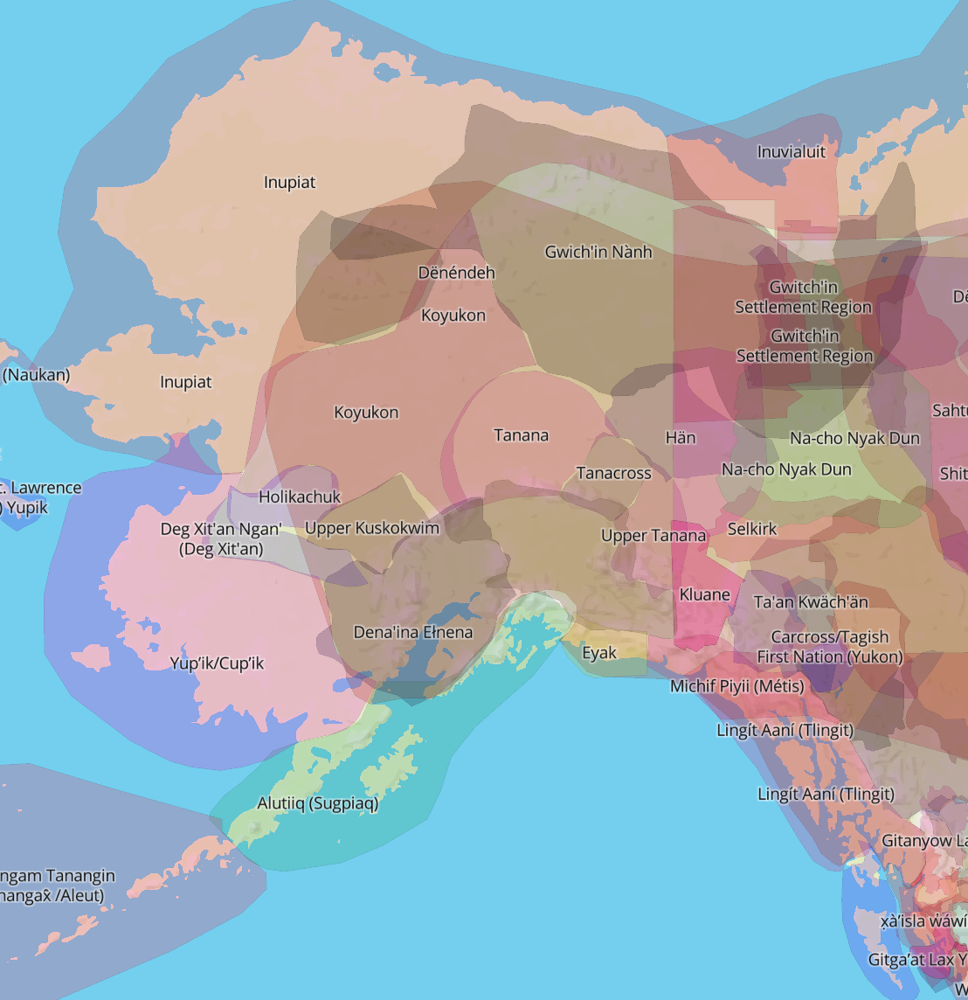 Inuvialuit
Inupiat
Gwich'in Nành
Dënéndeh
Gwitch'in
Settlement Region
Koyukon
Gwitch'in
Settlement Region
(Naukan)
Inupiat
Koyukon
Sahtu
Tanana
Hän
Na-cho Nyak Dun
Na-cho Nyak Dun
Tanacross
Shit
t. Lawrence
) Yupik
Holikachuk
Deg Xit'an Ngan'
(Deg Xit'an)
Upper Kuskokwim
Upper Tanana
Selkirk
Kluane
Ta'an Kwäch'än
Dena'ina Ełnena
Carcross/Tagish
First Nation (Yukon)
Eyak
Yup'ik/Cup'ik
Michif Piyii (Métis)
Lingít Aaní (Tlingit)
Lingít Aaní (Tlingit)
Alutiiq (Sugpiaq)
Gitanyow La
ngam Tanangin
nangax̂ /Aleut)
Gitga'at Lax Y